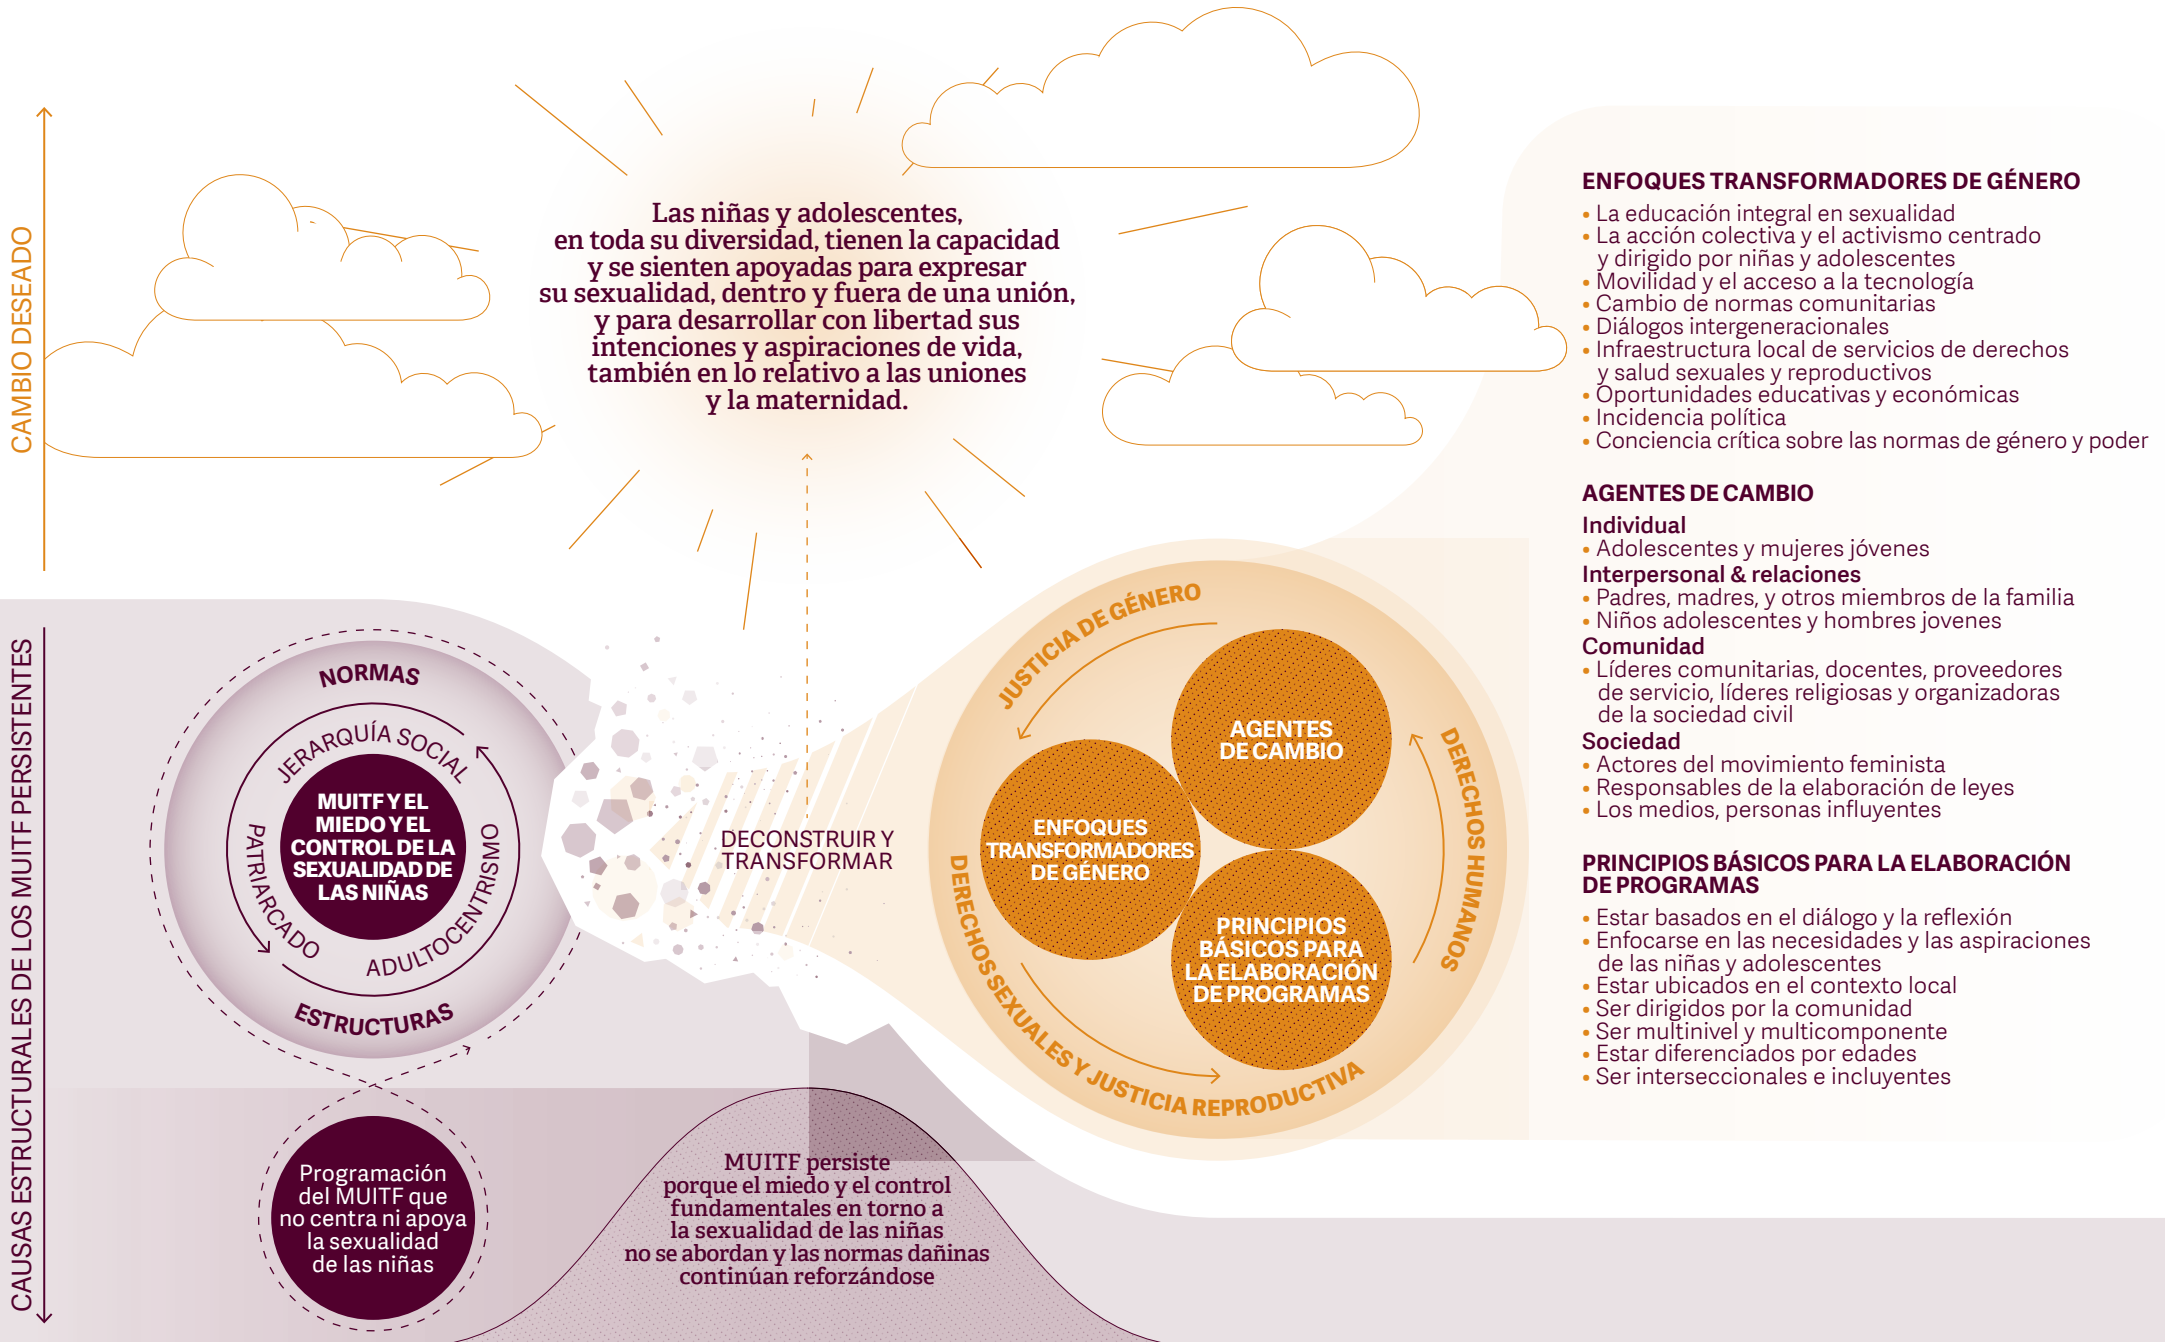 CAMBIO DESEADO
Las niñas y adolescentes,
en toda su diversidad, tienen la capacidad
y se sienten apoyadas para expresar
su sexualidad, dentro y fuera de una unión,
y para desarrollar con libertad sus
intenciones y aspiraciones de vida,
también en lo relativo a las uniones
y la maternidad.
CAUSAS ESTRUCTURALES DE LOS MUITF PERSISTENTES
NORMAS
JERARQUÍA SOCIAL
PATRIARCADO
ADULTOCENTRISMO
MUITF Y EL
MIEDO Y EL
CONTROL DE LA
SEXUALIDAD DE
LAS NIÑAS
ESTRUCTURAS
Programación
del MUITF que
no centra ni apoya
la sexualidad
de las niñas
DECONSTRUIR Y
TRANSFORMAR
MUITF persiste
porque el miedo y el control
fundamentales en torno a
la sexualidad de las niñas
no se abordan y las normas dañinas
continúan reforzándose
JUSTICIA DE GÉNERO
DERECHOS HUMANOS
DERECHOS SEXUALES Y JUSTICIA REPRODUCTIVA
AGENTES
DE CAMBIO
ENFOQUES
TRANSFORMADORES
DE GÉNERO
PRINCIPIOS
BÁSICOS PARA
LA ELABORACIÓN
DE PROGRAMAS
ENFOQUES TRANSFORMADORES DE GÉNERO
• La educación integral en sexualidad
• La acción colectiva y el activismo centrado
y dirigido por niñas y adolescentes
• Movilidad y el acceso a la tecnología
• Cambio de normas comunitarias
• Diálogos intergeneracionales
• Infraestructura local de servicios de derechos
y salud sexuales y reproductivos
• Oportunidades educativas y económicas
• Incidencia política
• Conciencia crítica sobre las normas de género y poder
AGENTES DE CAMBIO
Individual
• Adolescentes y mujeres jóvenes
Interpersonal & relaciones
• Padres, madres, y otros miembros de la familia
• Niños adolescentes y hombres jovenes
Comunidad
• Líderes comunitarias, docentes, proveedores
de servicio, líderes religiosas y organizadoras
de la sociedad civil
Sociedad
• Actores del movimiento feminista
• Responsables de la elaboración de leyes
• Los medios, personas influyentes
PRINCIPIOS BÁSICOS PARA LA ELABORACIÓN
DE PROGRAMAS
• Estar basados en el diálogo y la reflexión
• Enfocarse en las necesidades y las aspiraciones
de las niñas y adolescentes
• Estar ubicados en el contexto local
• Ser dirigidos por la comunidad
• Ser multinivel y multicomponente
• Estar diferenciados por edades
• Ser interseccionales e incluyentes